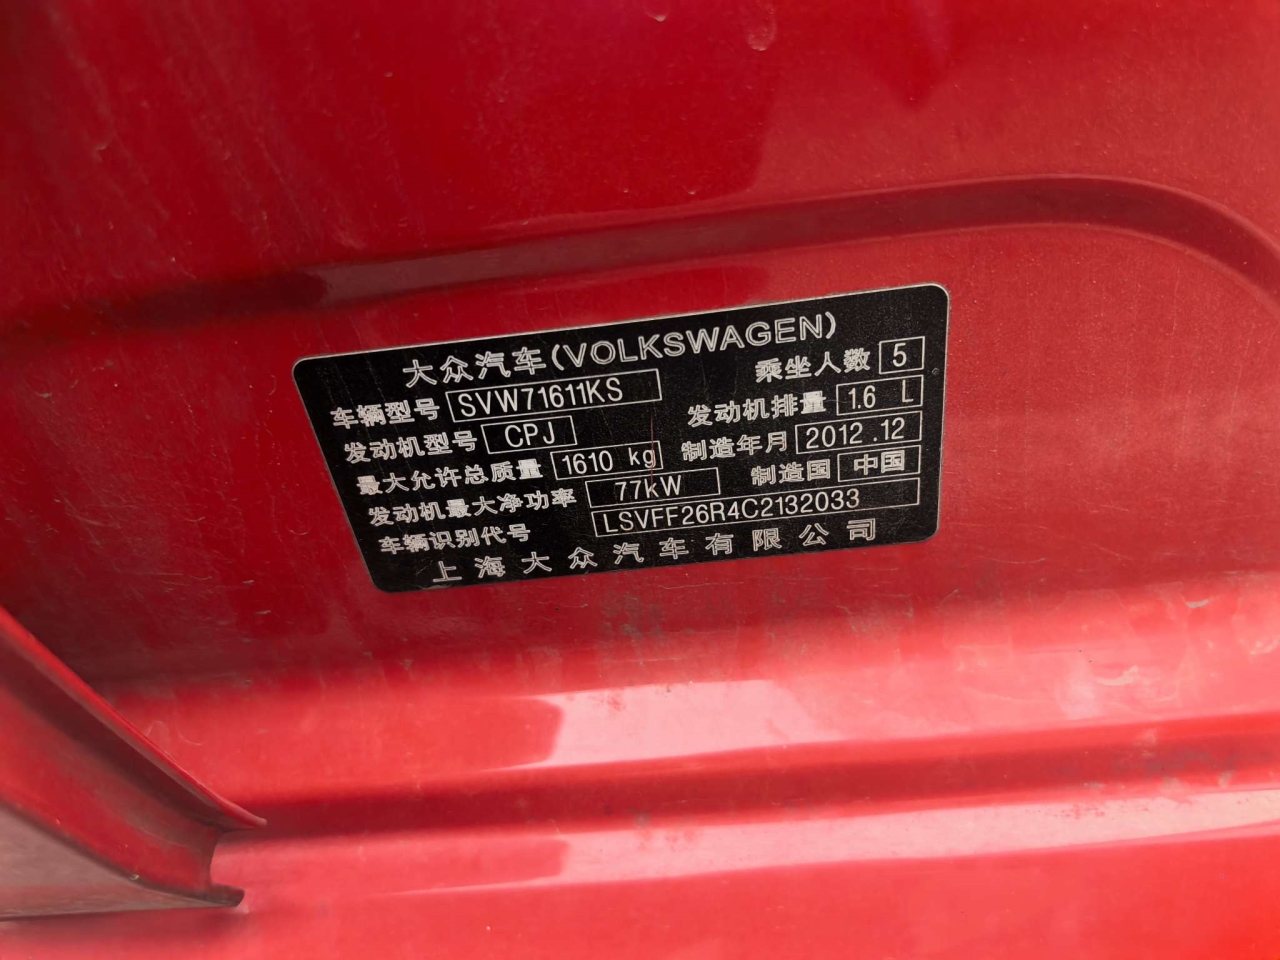 大众汽车(VOLKSWAGEN)
车辆型号 SVW71611KS 乘坐人数 5
发动机型号 CPJ 发动机排量 1.6 L
最大允许总质量 1610 kg 制造年月 2012.12
发动机最大净功率 77kW 制造国 中国
车辆识别代号 LSVFF26R4C2132033
上海大众汽车有限公司